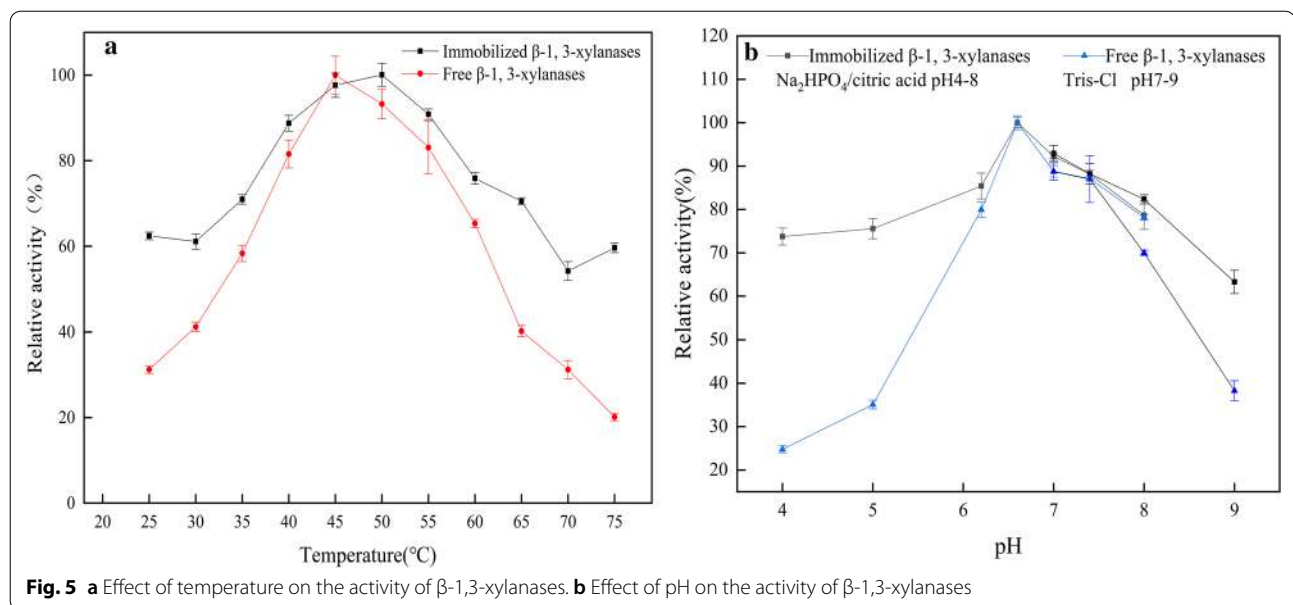 a
Immobilized β-1, 3-xylanases
Free β-1, 3-xylanases
Relative activity (%)
100
80
60
40
20
0
20 25 30 35 40 45 50 55 60 65 70 75
Temperature(°C)
b
Immobilized β-1, 3-xylanases Free β-1, 3-xylanases
Na₂HPO₄/citric acid pH4-8 Tris-Cl pH7-9
Relative activity(%)
120
110
100
90
80
70
60
50
40
30
20
4 5 6 7 8 9
pH
Fig. 5 a Effect of temperature on the activity of β-1,3-xylanases. b Effect of pH on the activity of β-1,3-xylanases